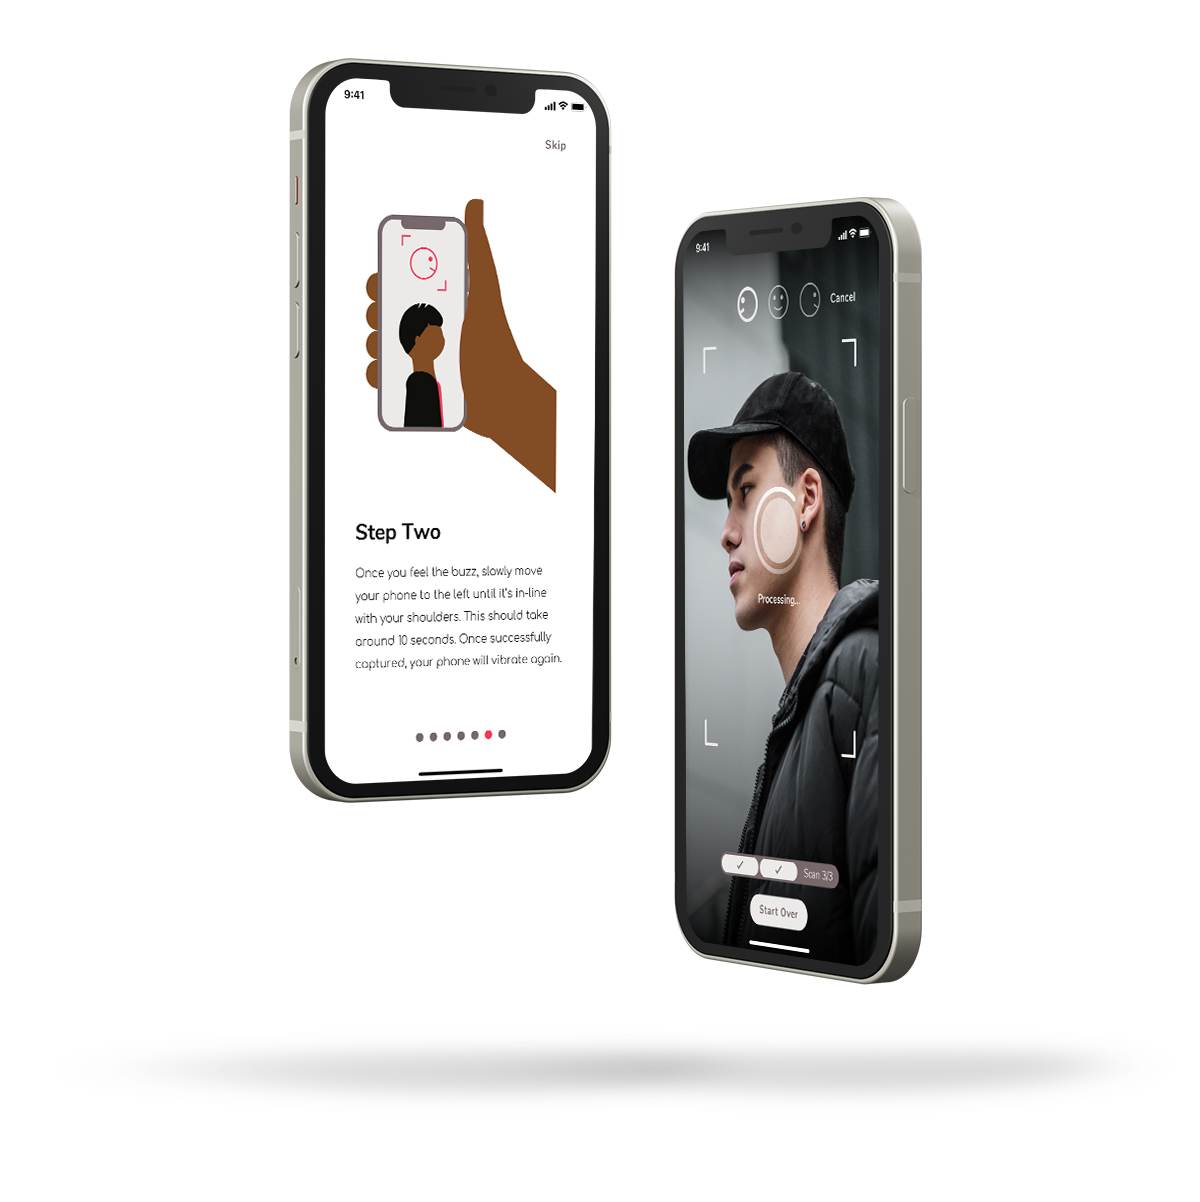 9:41
Skip
Step Two
Once you feel the buzz, slowly move
your phone to the left until it's in-line
with your shoulders. This should take
around 10 seconds. Once successfully
captured, your phone will vibrate again.
9:41
Cancel
Processing...
Scan 3/3
Start Over